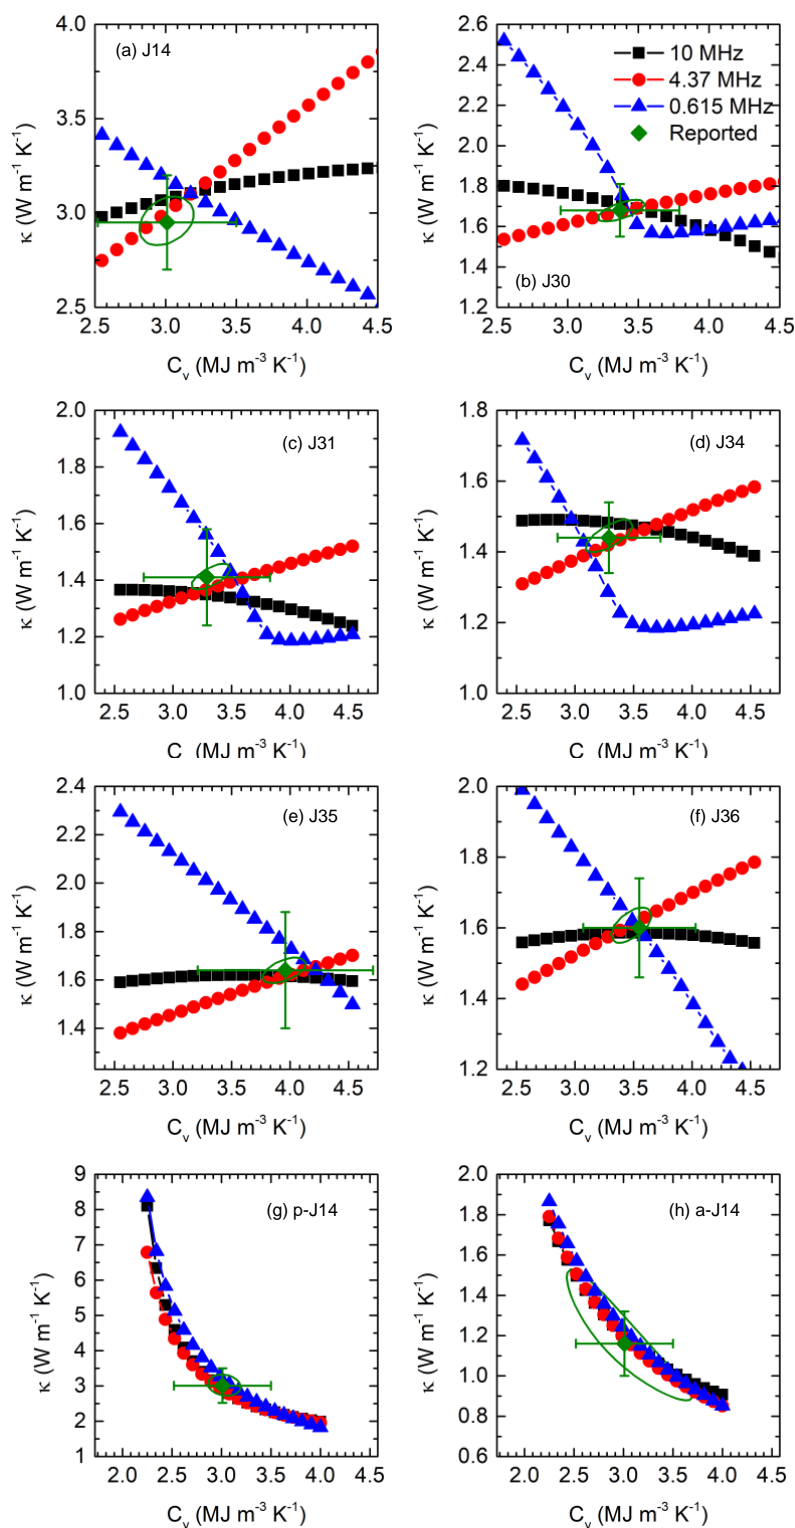 4.0
3.5
3.0
2.5
2.5 3.0 3.5 4.0 4.5
κ (W m⁻¹ K⁻¹)
Cᵥ (MJ m⁻³ K⁻¹)
(a) J14
2.6
2.4
2.2
2.0
1.8
1.6
1.4
1.2
2.5 3.0 3.5 4.0 4.5
κ (W m⁻¹ K⁻¹)
Cᵥ (MJ m⁻³ K⁻¹)
10 MHz
4.37 MHz
0.615 MHz
Reported
(b) J30
2.0
1.8
1.6
1.4
1.2
1.0
2.5 3.0 3.5 4.0 4.5
κ (W m⁻¹ K⁻¹)
C (MJ m⁻³ K⁻¹)
(c) J31
1.8
1.6
1.4
1.2
1.0
2.5 3.0 3.5 4.0 4.5
κ (W m⁻¹ K⁻¹)
C (MJ m⁻³ K⁻¹)
(d) J34
2.4
2.2
2.0
1.8
1.6
1.4
2.5 3.0 3.5 4.0 4.5
κ (W m⁻¹ K⁻¹)
Cᵥ (MJ m⁻³ K⁻¹)
(e) J35
2.0
1.8
1.6
1.4
1.2
2.5 3.0 3.5 4.0 4.5
κ (W m⁻¹ K⁻¹)
Cᵥ (MJ m⁻³ K⁻¹)
(f) J36
9
8
7
6
5
4
3
2
1
2.0 2.5 3.0 3.5 4.0 4.5
κ (W m⁻¹ K⁻¹)
Cᵥ (MJ m⁻³ K⁻¹)
(g) p-J14
2.0
1.8
1.6
1.4
1.2
1.0
0.8
0.6
2.0 2.5 3.0 3.5 4.0 4.5
κ (W m⁻¹ K⁻¹)
Cᵥ (MJ m⁻³ K⁻¹)
(h) a-J14